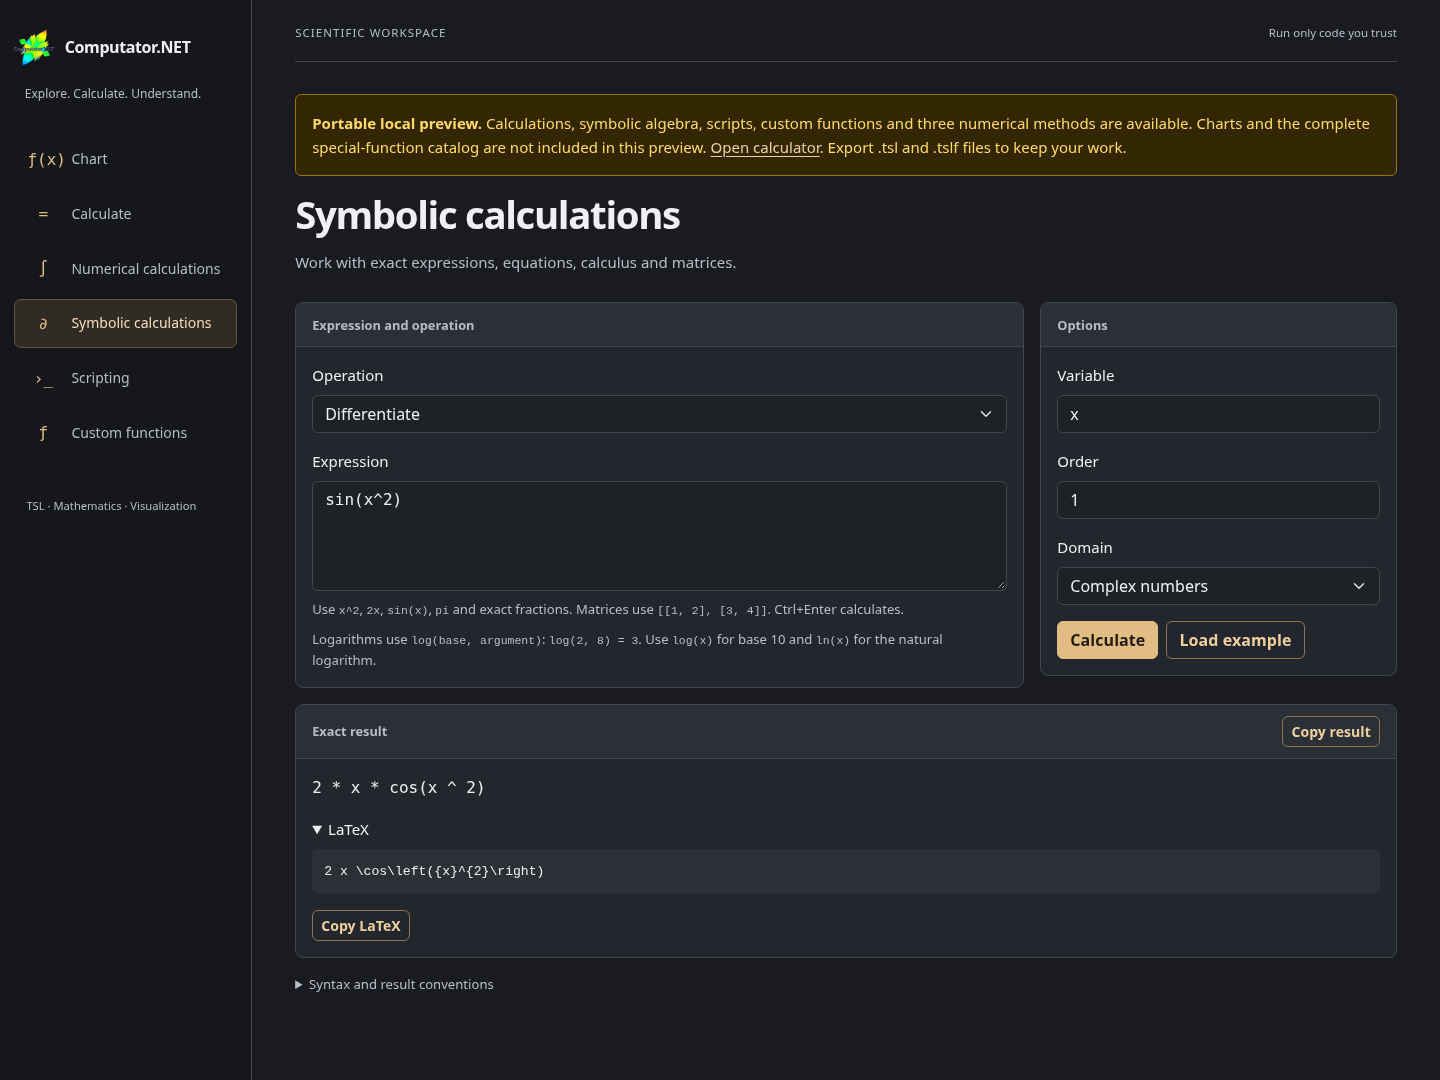 Computator.NET
Explore. Calculate. Understand.
ƒ(x) Chart
= Calculate
∫ Numerical calculations
∂ Symbolic calculations
›_ Scripting
ƒ Custom functions
TSL · Mathematics · Visualization
SCIENTIFIC WORKSPACE
Run only code you trust
Portable local preview. Calculations, symbolic algebra, scripts, custom functions and three numerical methods are available. Charts and the complete
special-function catalog are not included in this preview. Open calculator. Export .tsl and .tslf files to keep your work.
Symbolic calculations
Work with exact expressions, equations, calculus and matrices.
Expression and operation
Operation
Differentiate
Expression
sin(x^2)
Use x^2, 2x, sin(x), pi and exact fractions. Matrices use [[1, 2], [3, 4]]. Ctrl+Enter calculates.
Logarithms use log(base, argument): log(2, 8) = 3. Use log(x) for base 10 and ln(x) for the natural
logarithm.
Options
Variable
x
Order
1
Domain
Complex numbers
Calculate
Load example
Exact result
Copy result
2 * x * cos(x ^ 2)
▼ LaTeX
2 x \cos\left({x}^{2}\right)
Copy LaTeX
▶ Syntax and result conventions